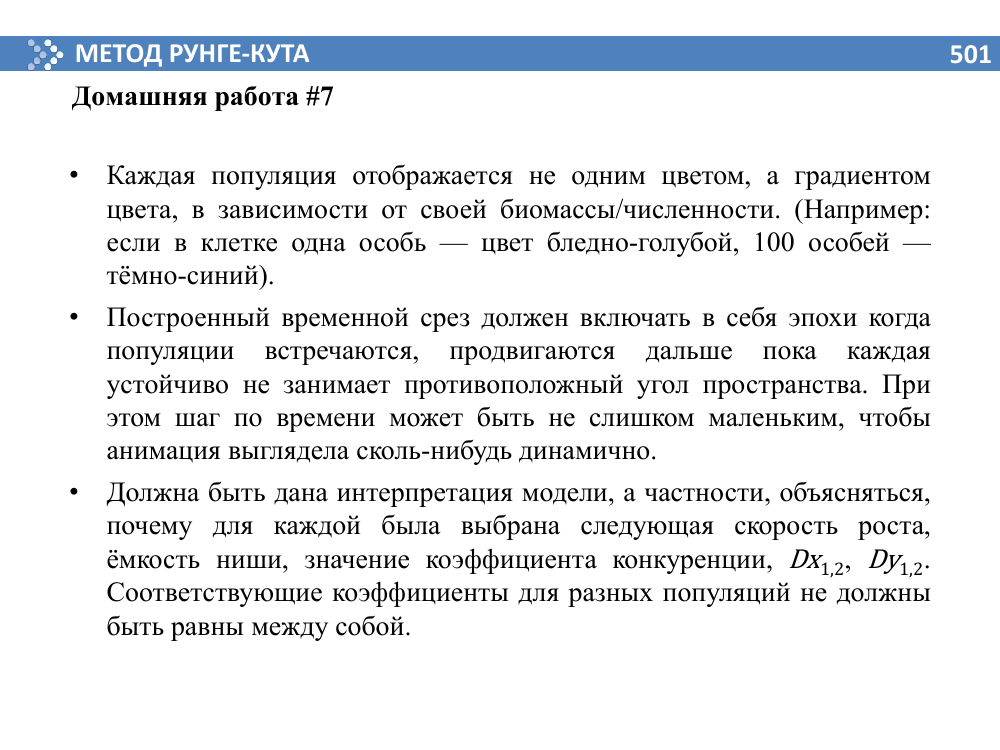 МЕТОД РУНГЕ-КУТА
501
Домашняя работа #7
• Каждая популяция отображается не одним цветом, а градиентом
цвета, в зависимости от своей биомассы/численности. (Например:
если в клетке одна особь — цвет бледно-голубой, 100 особей —
тёмно-синий).
• Построенный временной срез должен включать в себя эпохи когда
популяции встречаются, продвигаются дальше пока каждая
устойчиво не занимает противоположный угол пространства. При
этом шаг по времени может быть не слишком маленьким, чтобы
анимация выглядела сколь-нибудь динамично.
• Должна быть дана интерпретация модели, а частности, объясняться,
почему для каждой была выбрана следующая скорость роста,
ёмкость ниши, значение коэффициента конкуренции, Dx1,2, Dy1,2.
Соответствующие коэффициенты для разных популяций не должны
быть равны между собой.